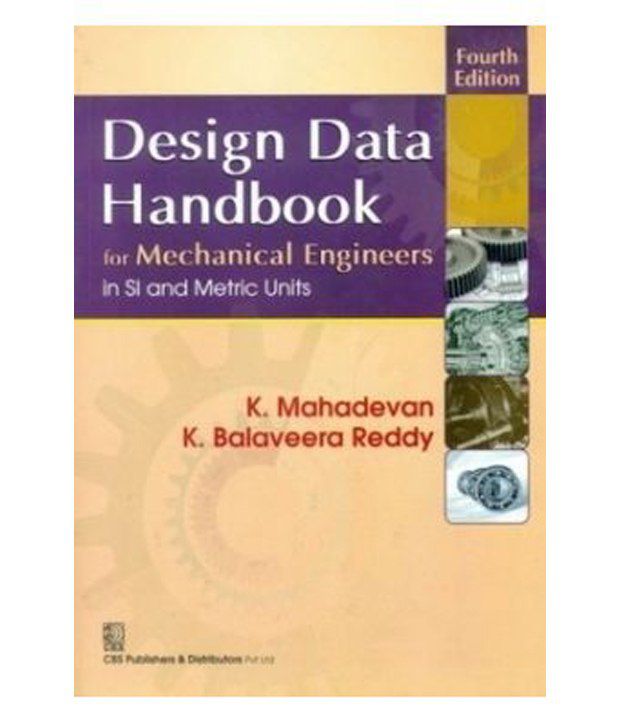 Fourth
Edition
Design Data
Handbook
for Mechanical Engineers
in SI and Metric Units
K. Mahadevan
K. Balaveera Reddy
CBS
CBS Publishers & Distributors Pvt Ltd